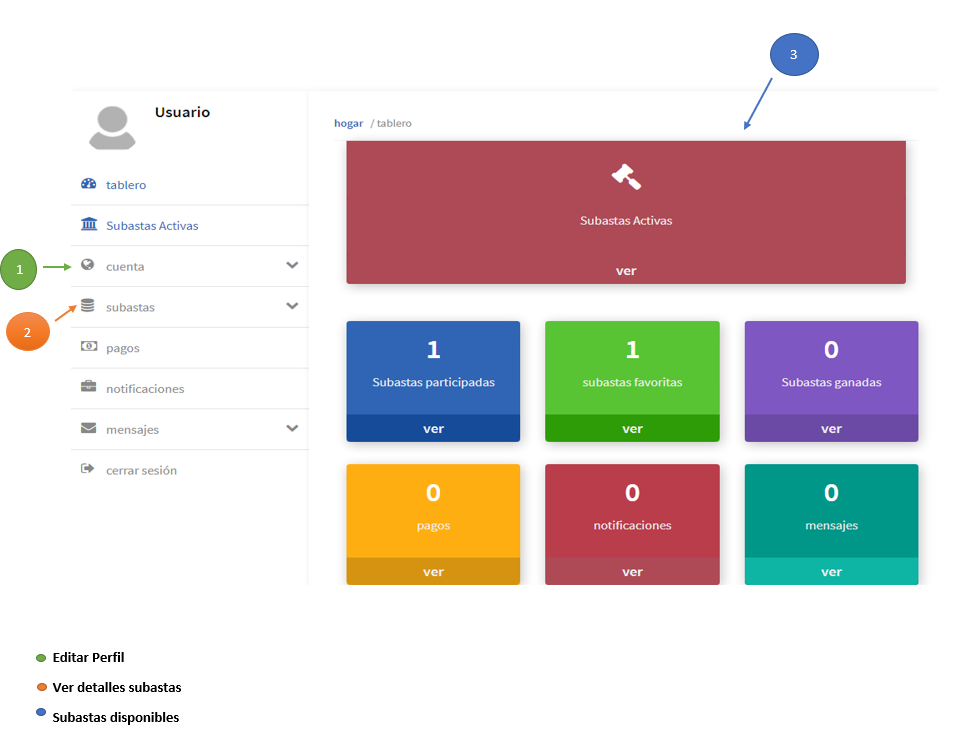 3
Usuario
hogar / tablero
tablero
Subastas Activas
1
cuenta
2
subastas
pagos
notificaciones
mensajes
cerrar sesión
Subastas Activas
ver
1
Subastas participadas
ver
1
subastas favoritas
ver
0
Subastas ganadas
ver
0
pagos
ver
0
notificaciones
ver
0
mensajes
ver
Editar Perfil
Ver detalles subastas
Subastas disponibles